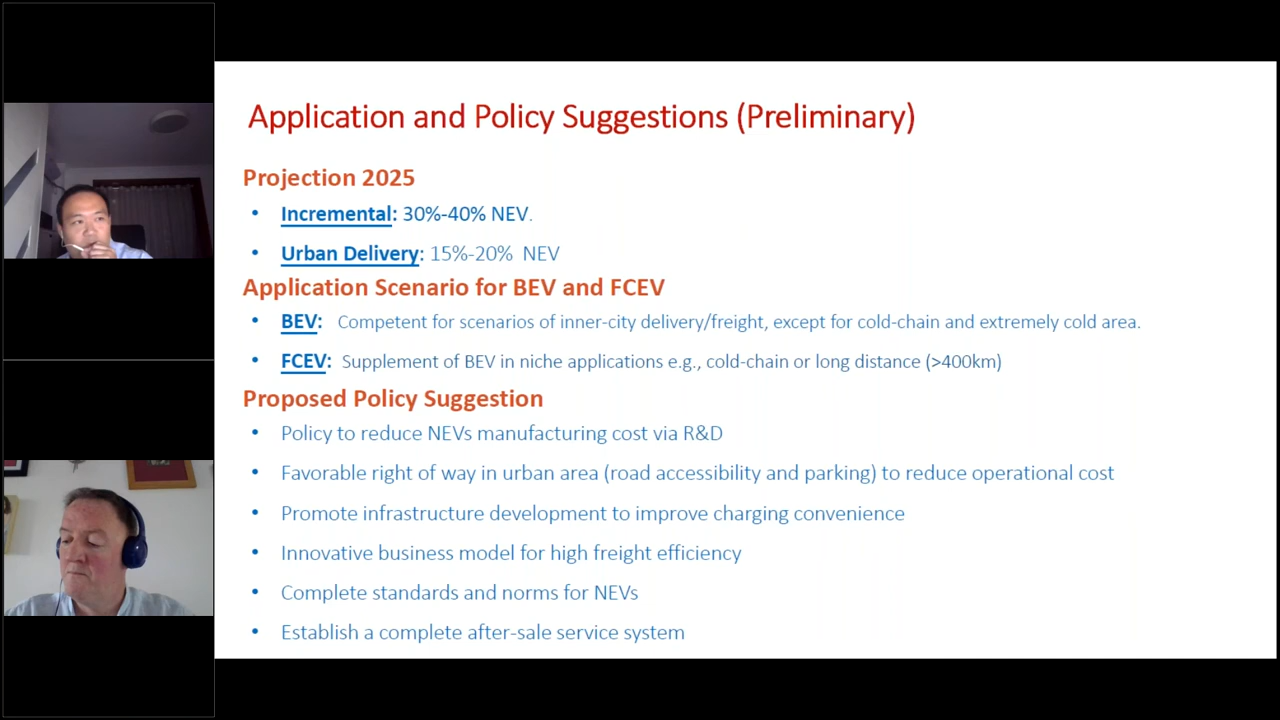 Application and Policy Suggestions (Preliminary)
Projection 2025
• Incremental: 30%-40% NEV.
• Urban Delivery: 15%-20% NEV
Application Scenario for BEV and FCEV
• BEV: Competent for scenarios of inner-city delivery/freight, except for cold-chain and extremely cold area.
• FCEV: Supplement of BEV in niche applications e.g., cold-chain or long distance (>400km)
Proposed Policy Suggestion
• Policy to reduce NEVs manufacturing cost via R&D
• Favorable right of way in urban area (road accessibility and parking) to reduce operational cost
• Promote infrastructure development to improve charging convenience
• Innovative business model for high freight efficiency
• Complete standards and norms for NEVs
• Establish a complete after-sale service system